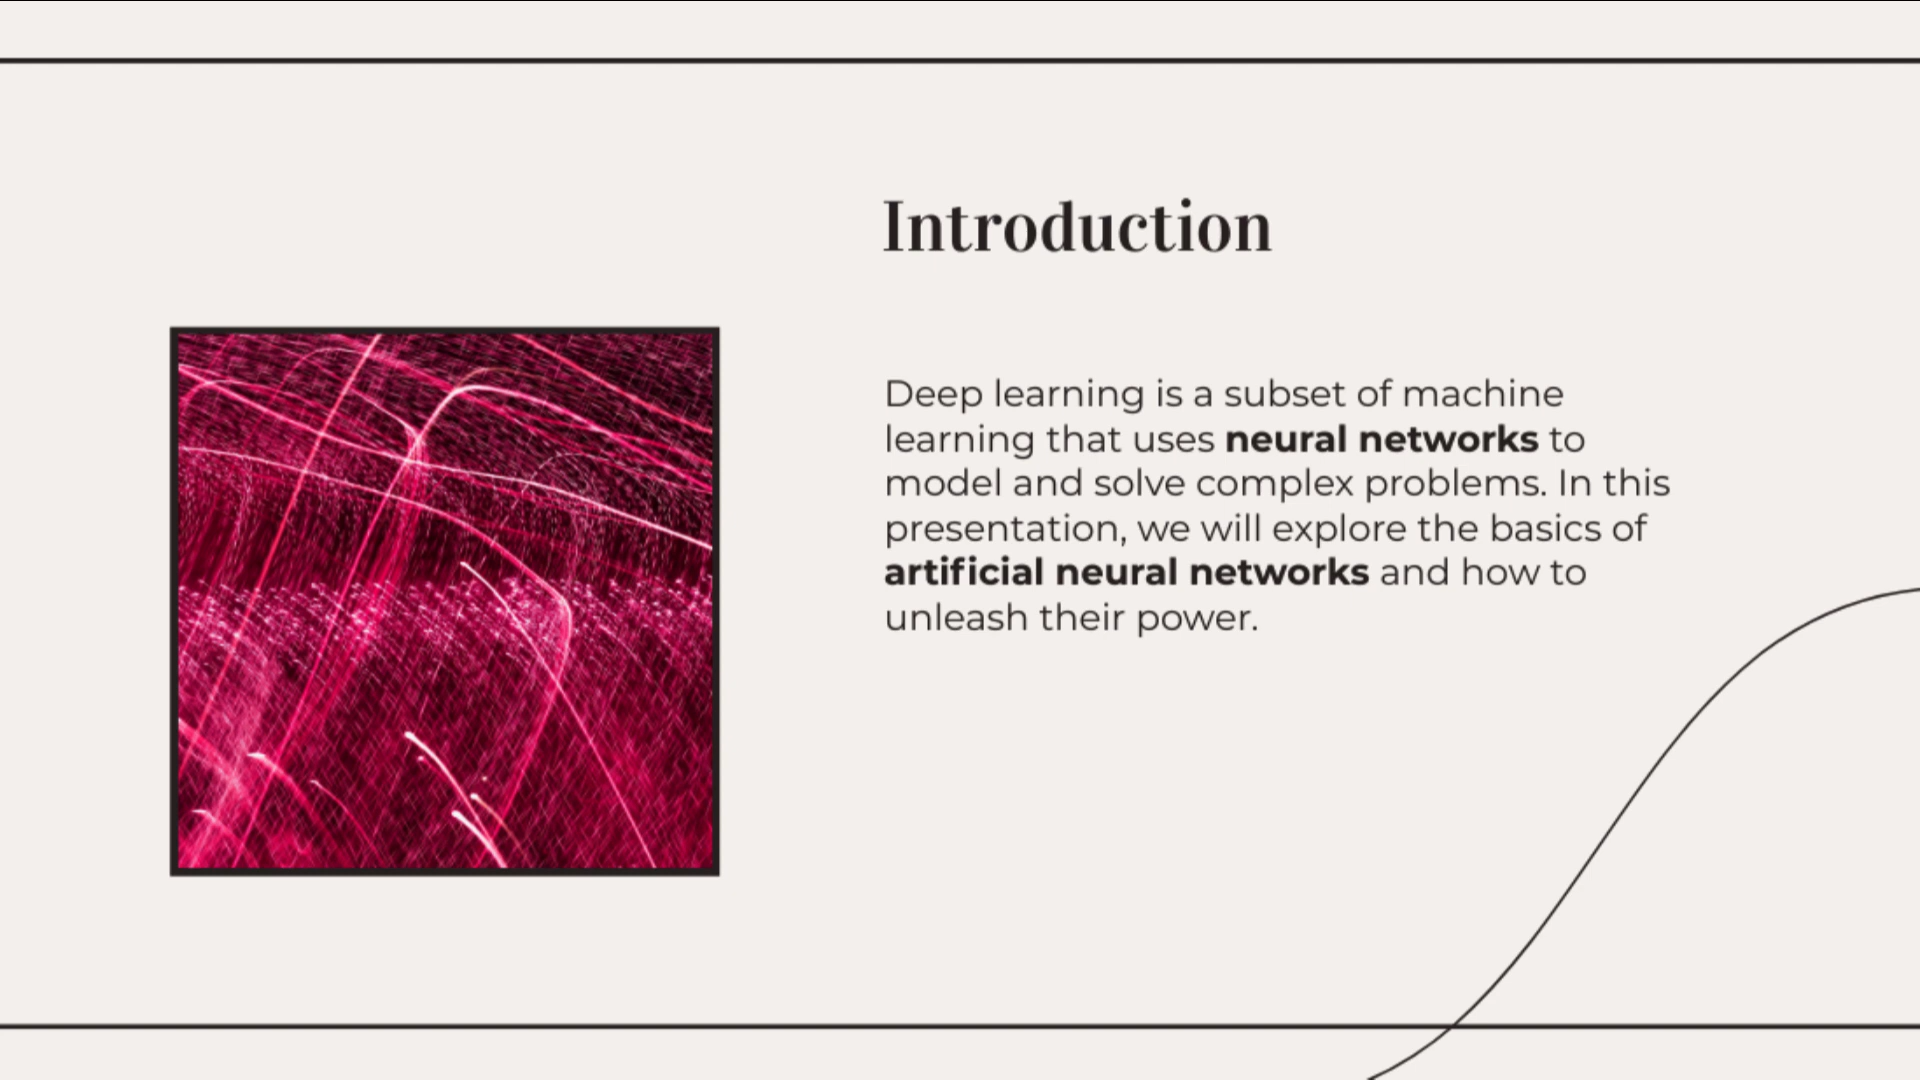 Introduction
Deep learning is a subset of machine
learning that uses neural networks to
model and solve complex problems. In this
presentation, we will explore the basics of
artificial neural networks and how to
unleash their power.